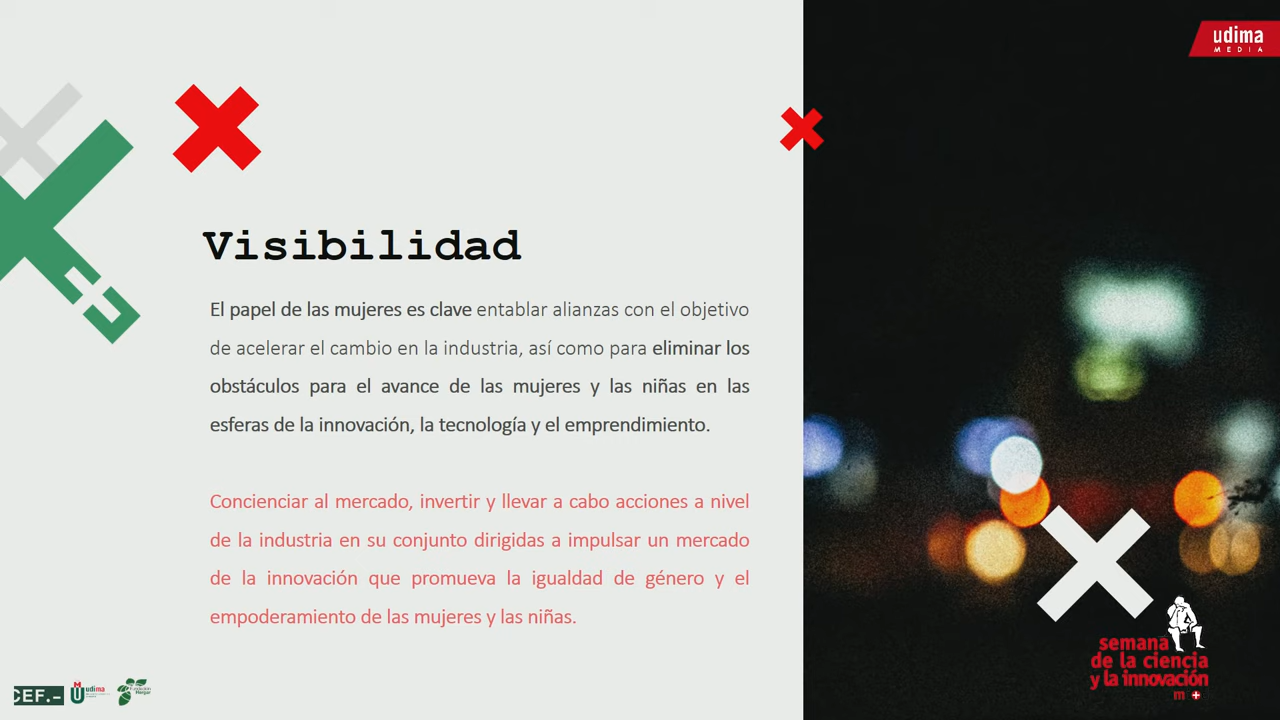 udima
MEDIA
Visibilidad
El papel de las mujeres es clave entablar alianzas con el objetivo
de acelerar el cambio en la industria, así como para eliminar los
obstáculos para el avance de las mujeres y las niñas en las
esferas de la innovación, la tecnología y el emprendimiento.
Concienciar al mercado, invertir y llevar a cabo acciones a nivel
de la industria en su conjunto dirigidas a impulsar un mercado
de la innovación que promueva la igualdad de género y el
empoderamiento de las mujeres y las niñas.
CEF.-
udima
Fundación
Hergar
semana
de la ciencia
y la innovación
m